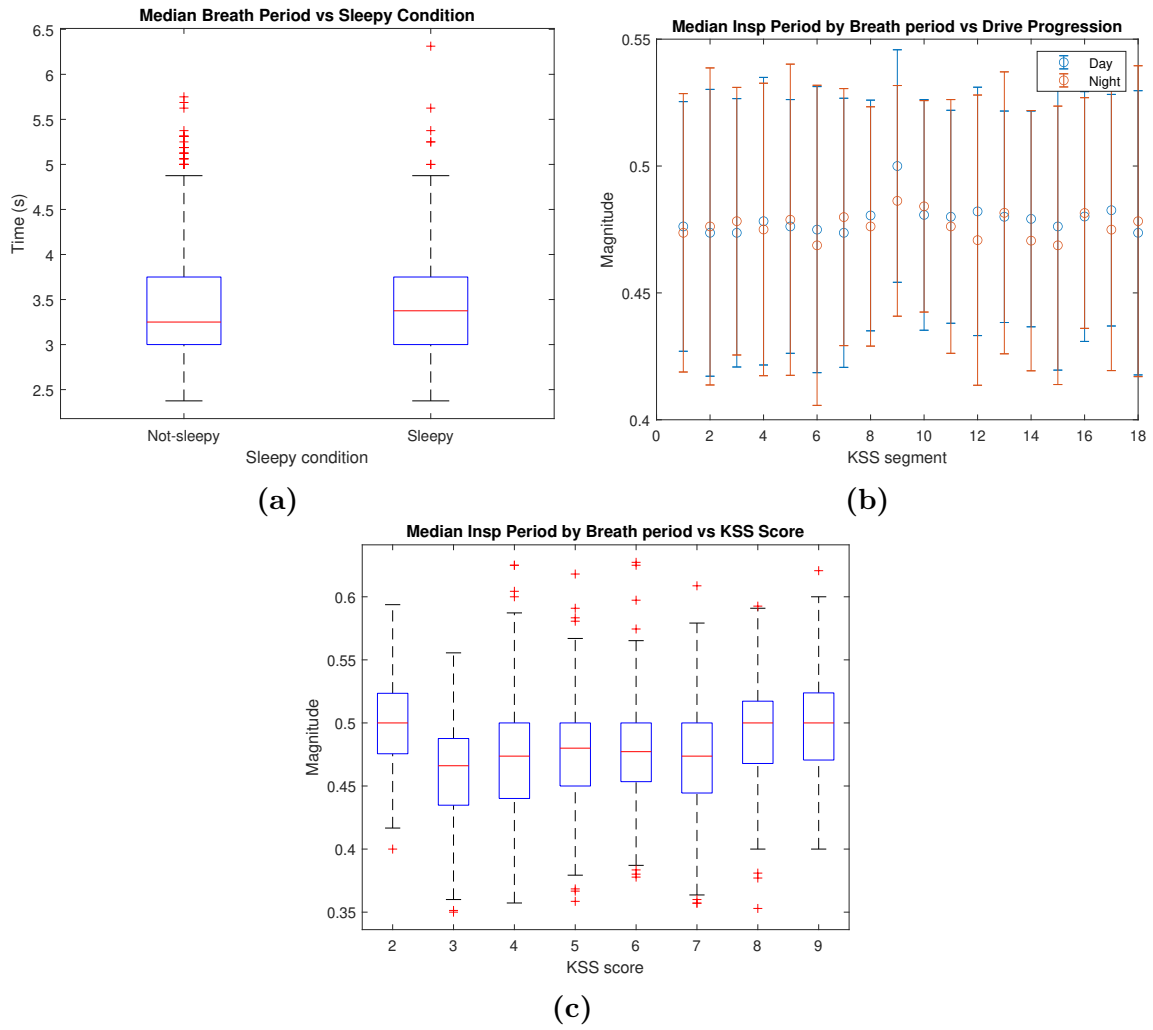 Median Breath Period vs Sleepy Condition
6.5
6
5.5
5
4.5
4
3.5
3
2.5
Time (s)
Not-sleepy Sleepy
Sleepy condition
(a)
Median Insp Period by Breath period vs Drive Progression
0.55
0.5
0.45
0.4
Magnitude
Day
Night
0 2 4 6 8 10 12 14 16 18
KSS segment
(b)
Median Insp Period by Breath period vs KSS Score
0.6
0.55
0.5
0.45
0.4
0.35
Magnitude
2 3 4 5 6 7 8 9
KSS score
(c)